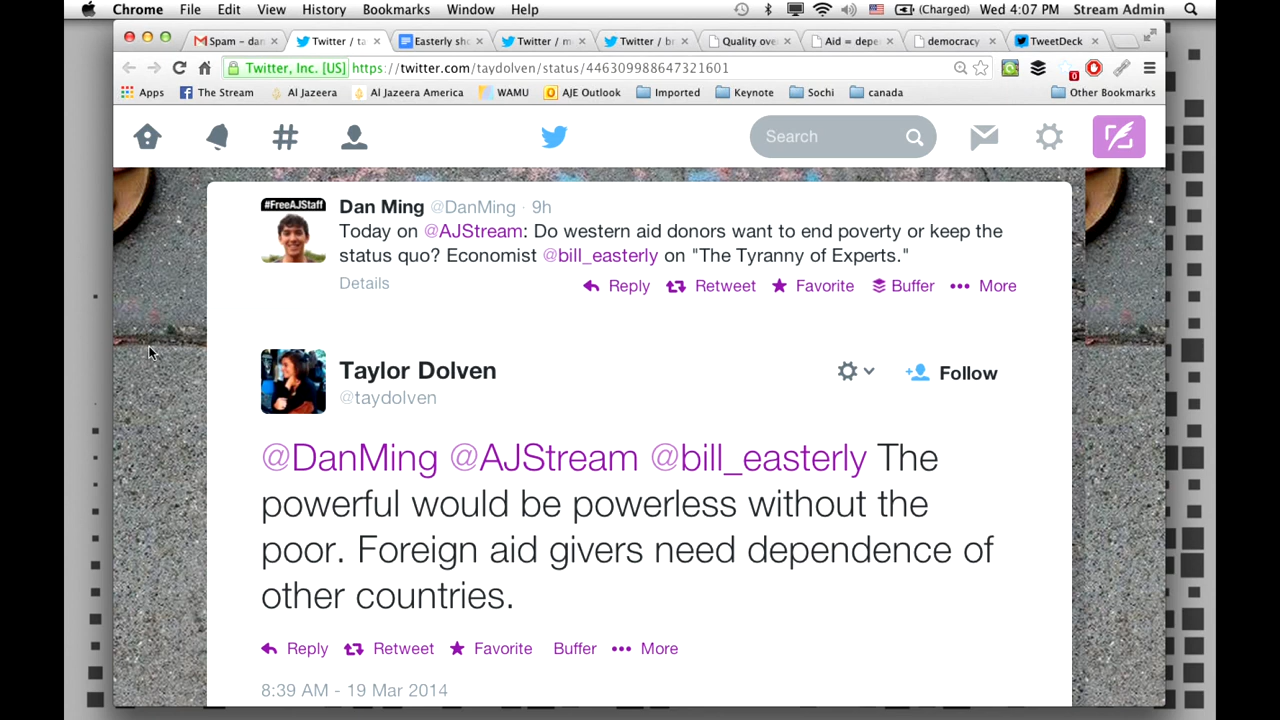 Chrome File Edit View History Bookmarks Window Help (Charged) Wed 4:07 PM Stream Admin
Spam – dan Twitter / ta Easterly sho Twitter / m Twitter / br Quality ove Aid = depe democracy TweetDeck
Twitter, Inc. [US] https://twitter.com/taydolven/status/446309988647321601 0
Apps The Stream Al Jazeera Al Jazeera America WAMU AJE Outlook Imported Keynote Sochi canada Other Bookmarks
Search
#FreeAJStaff
Dan Ming @DanMing · 9h
Today on @AJStream: Do western aid donors want to end poverty or keep the
status quo? Economist @bill_easterly on "The Tyranny of Experts."
Details Reply Retweet Favorite Buffer More
Taylor Dolven
@taydolven
Follow
@DanMing @AJStream @bill_easterly The
powerful would be powerless without the
poor. Foreign aid givers need dependence of
other countries.
Reply Retweet Favorite Buffer More
8:39 AM - 19 Mar 2014